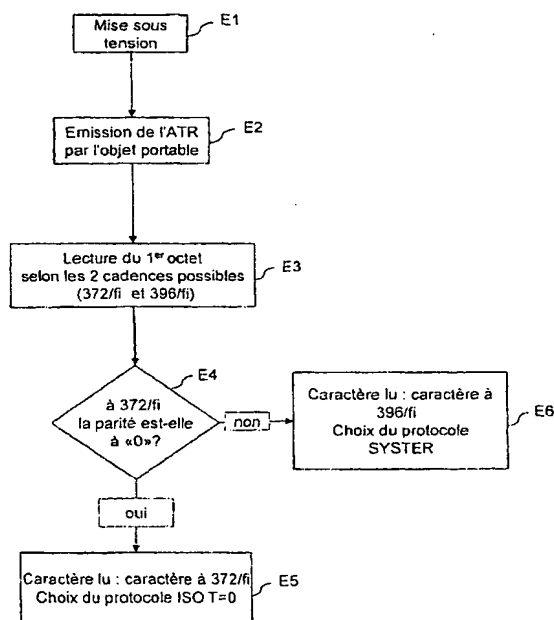 Mise sous
tension
E1
Emission de l'ATR
par l'objet portable
E2
Lecture du 1er octet
selon les 2 cadences possibles
(372/fi et 396/fi)
E3
E4
à 372/fi
la parité est-elle
à «0»?
non
Caractère lu : caractère à
396/fi
Choix du protocole
SYSTER
E6
oui
Caractère lu : caractère à 372/fi
Choix du protocole ISO T=0
E5